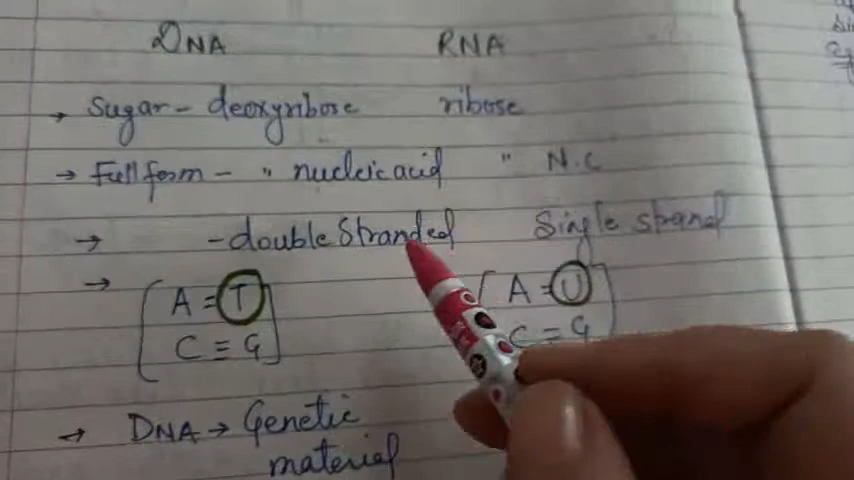 DNA RNA
→ Sugar - deoxyribose ribose
→ Full form - " nucleic acid " N.C
→ - double Stranded Single strand
→ A = T A = U
C ≡ G C ≡ G
→ DNA → Genetic
material